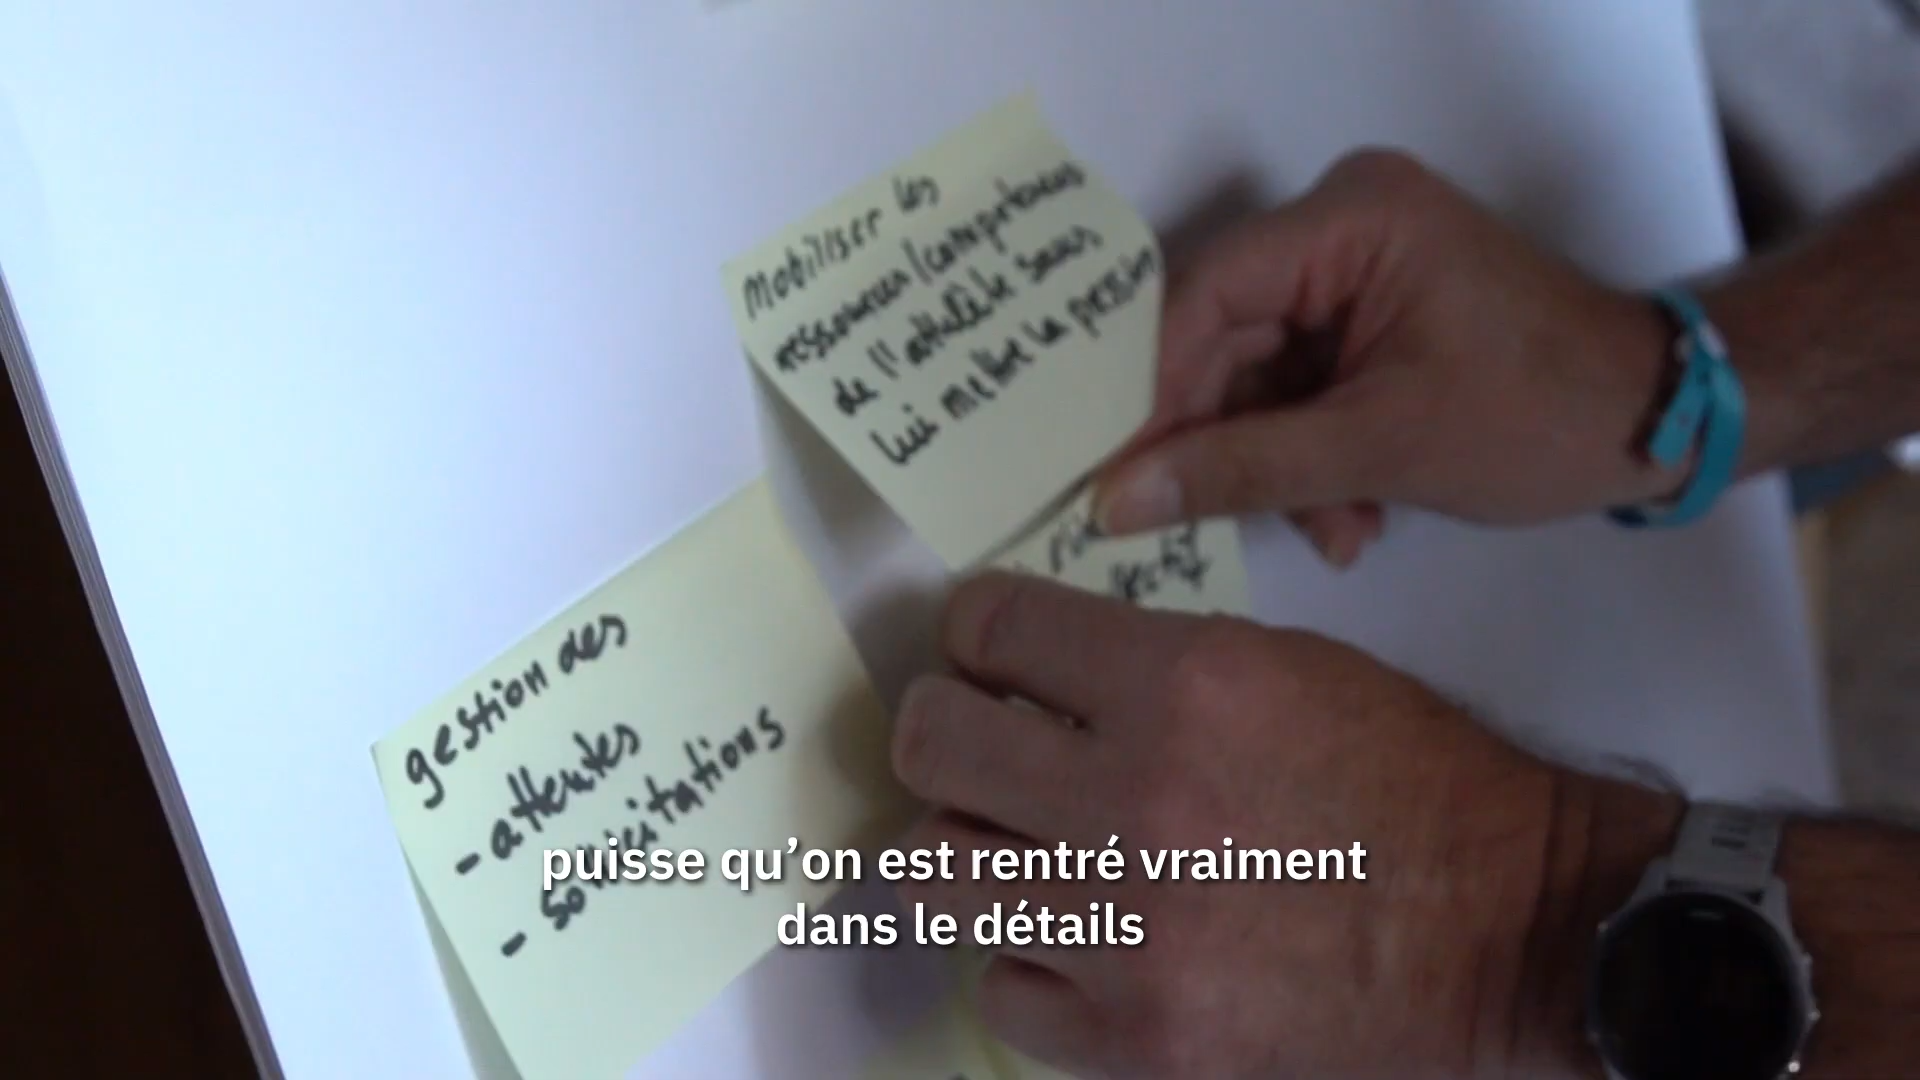 Mobiliser les
ressources/compétences
de l'athlète sans
lui mettre la pression
gestion des
- attentes
- sollicitations
puisse qu’on est rentré vraiment
dans le détails